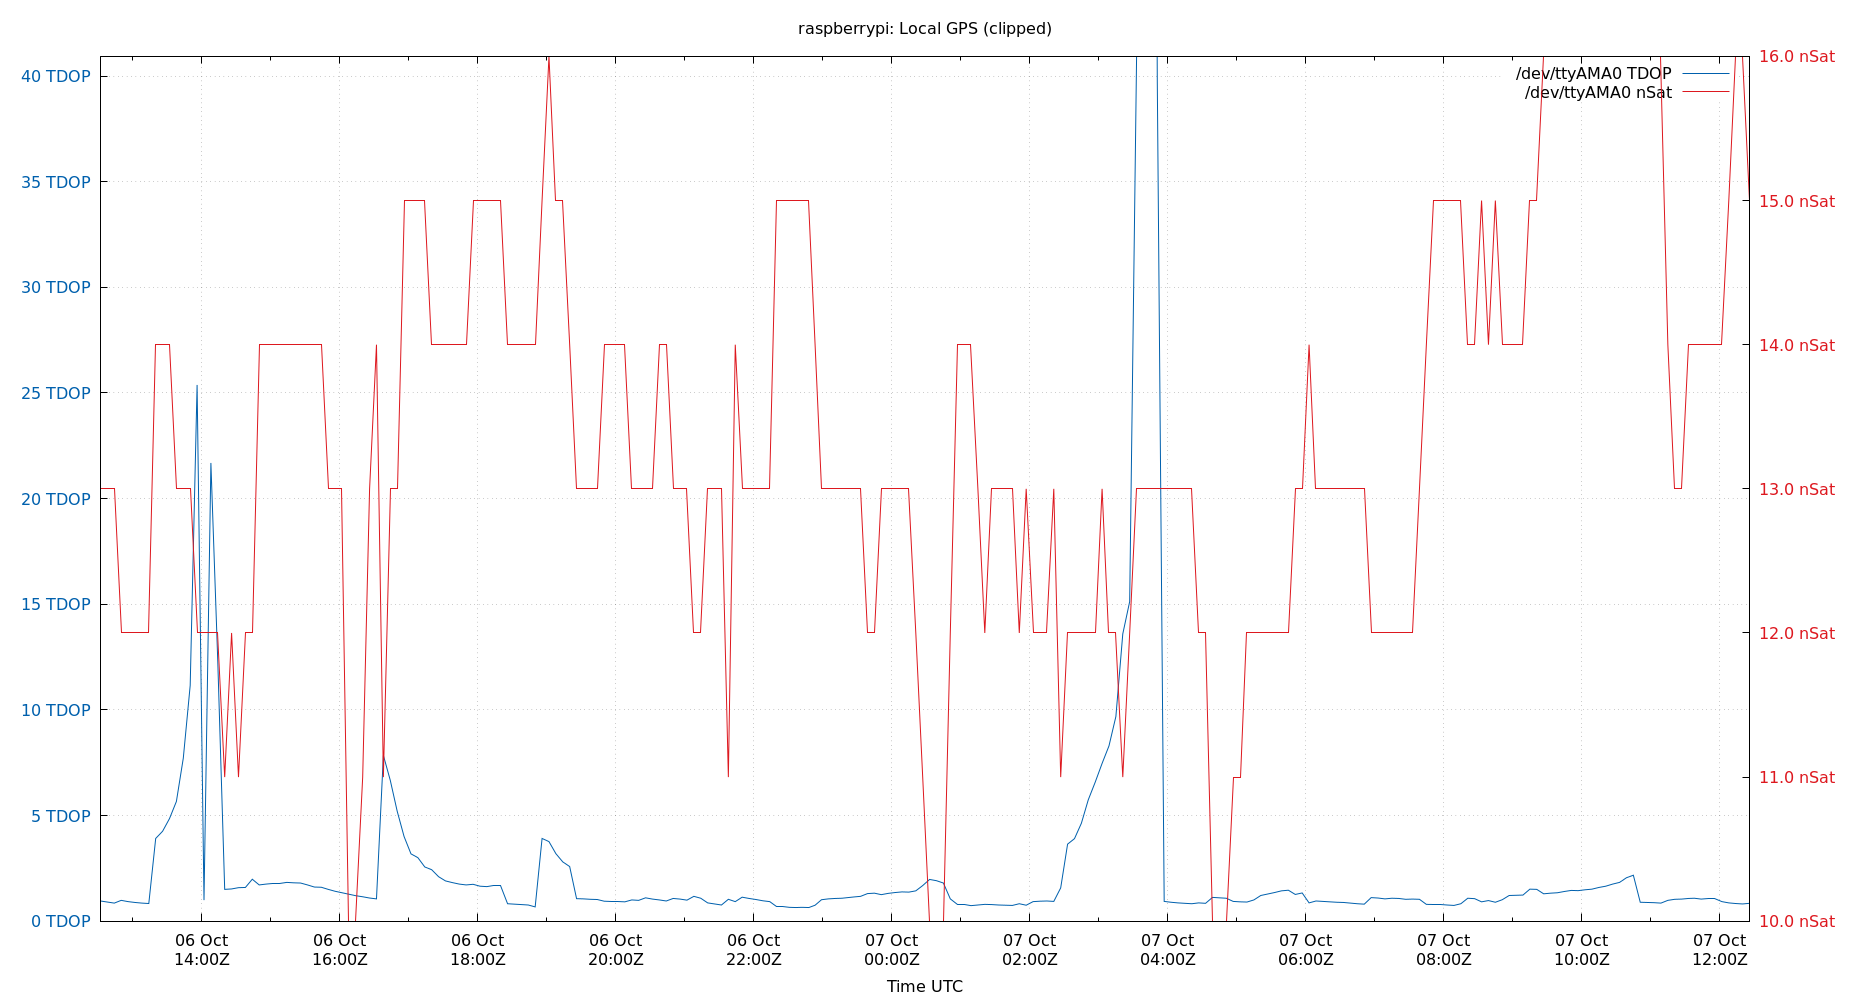 raspberrypi: Local GPS (clipped)
40 TDOP
35 TDOP
30 TDOP
25 TDOP
20 TDOP
15 TDOP
10 TDOP
5 TDOP
0 TDOP
16.0 nSat
15.0 nSat
14.0 nSat
13.0 nSat
12.0 nSat
11.0 nSat
10.0 nSat
/dev/ttyAMA0 TDOP
/dev/ttyAMA0 nSat
06 Oct 06 Oct 06 Oct 06 Oct 06 Oct 07 Oct 07 Oct 07 Oct 07 Oct 07 Oct 07 Oct 07 Oct
14:00Z 16:00Z 18:00Z 20:00Z 22:00Z 00:00Z 02:00Z 04:00Z 06:00Z 08:00Z 10:00Z 12:00Z
Time UTC